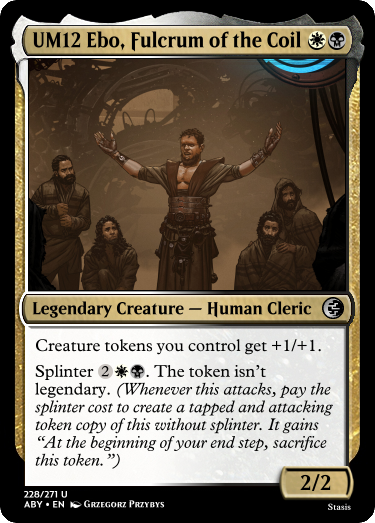 UM12 Ebo, Fulcrum of the Coil
Legendary Creature — Human Cleric
Creature tokens you control get +1/+1.
Splinter 2. The token isn't
legendary. (Whenever this attacks, pay the
splinter cost to create a tapped and attacking
token copy of this without splinter. It gains
“At the beginning of your end step, sacrifice
this token.”)
2/2
228/271 U
ABY • EN Grzegorz Przybys
Stasis